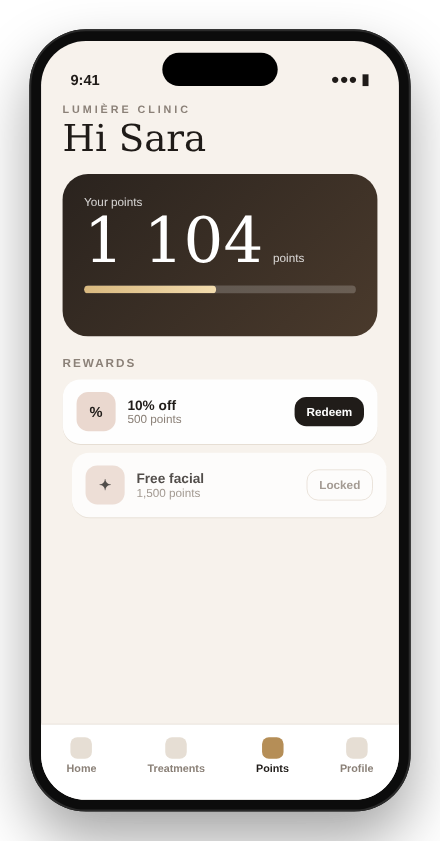 9:41
LUMIÈRE CLINIC
Hi Sara
Your points
1 104 points
REWARDS
%
10% off
500 points
Redeem
Free facial
1,500 points
Locked
Home Treatments Points Profile